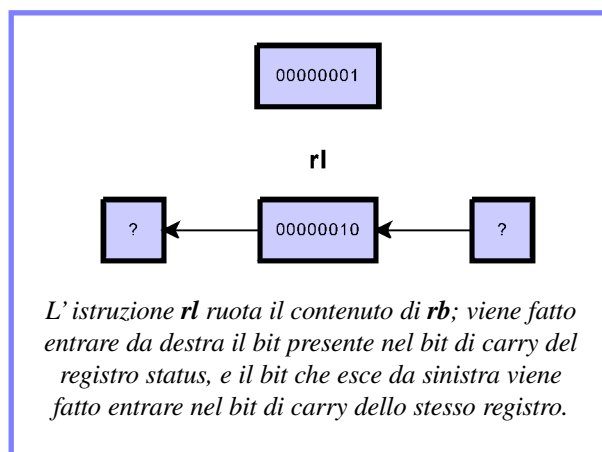 00000001
rl
? 00000010 ?
L'istruzione rl ruota il contenuto di rb; viene fatto
entrare da destra il bit presente nel bit di carry del
registro status, e il bit che esce da sinistra viene
fatto entrare nel bit di carry dello stesso registro.